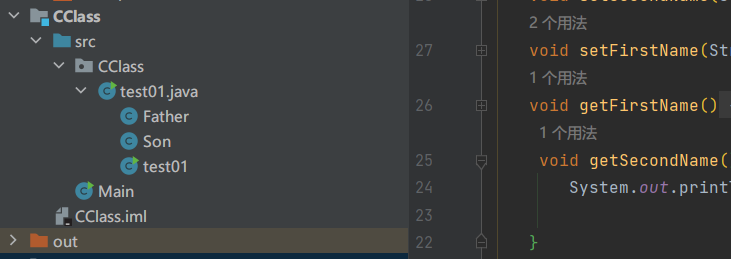 CClass
src
CClass
test01.java
Father
Son
test01
Main
CClass.iml
out
2 个用法
27 void setFirstName(Str
1 个用法
26 void getFirstName()
1 个用法
25 void getSecondName(
24 System.out.print
23
22 }